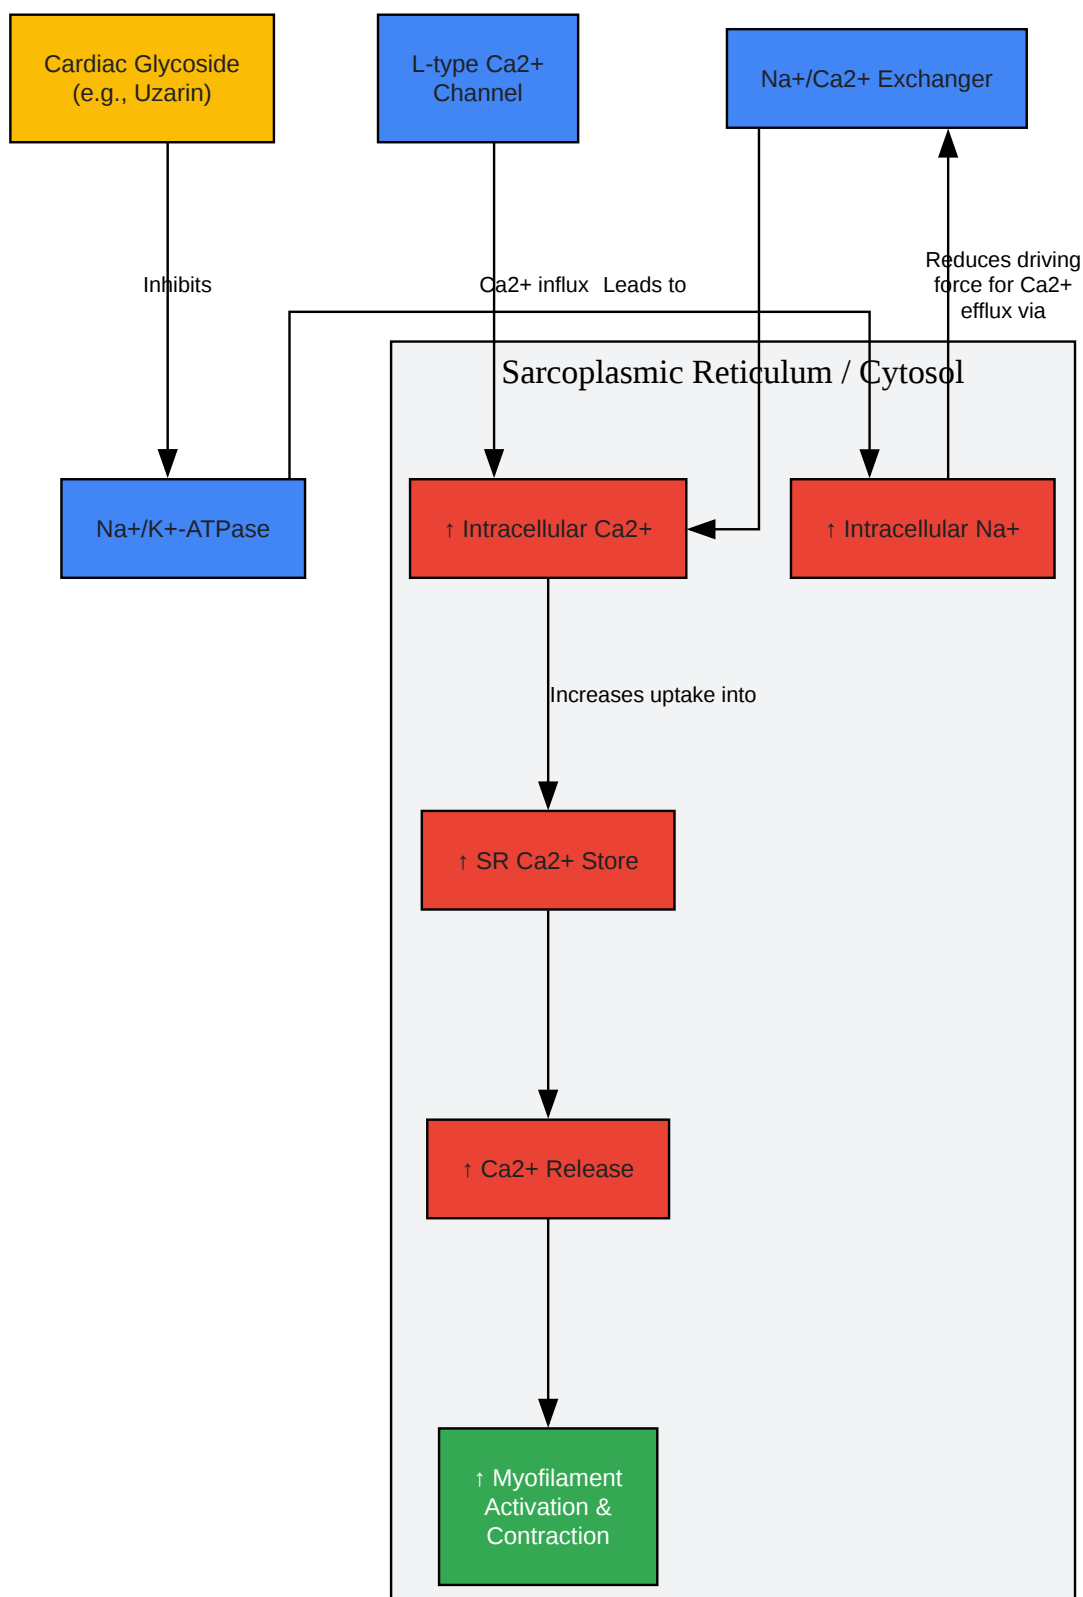 Cardiac Glycoside
(e.g., Uzarin)
L-type Ca2+
Channel
Na+/Ca2+ Exchanger
Inhibits
Ca2+ influx
Leads to
Reduces driving
force for Ca2+
efflux via
Sarcoplasmic Reticulum / Cytosol
Na+/K+-ATPase
↑ Intracellular Ca2+
↑ Intracellular Na+
Increases uptake into
↑ SR Ca2+ Store
↑ Ca2+ Release
↑ Myofilament
Activation &
Contraction